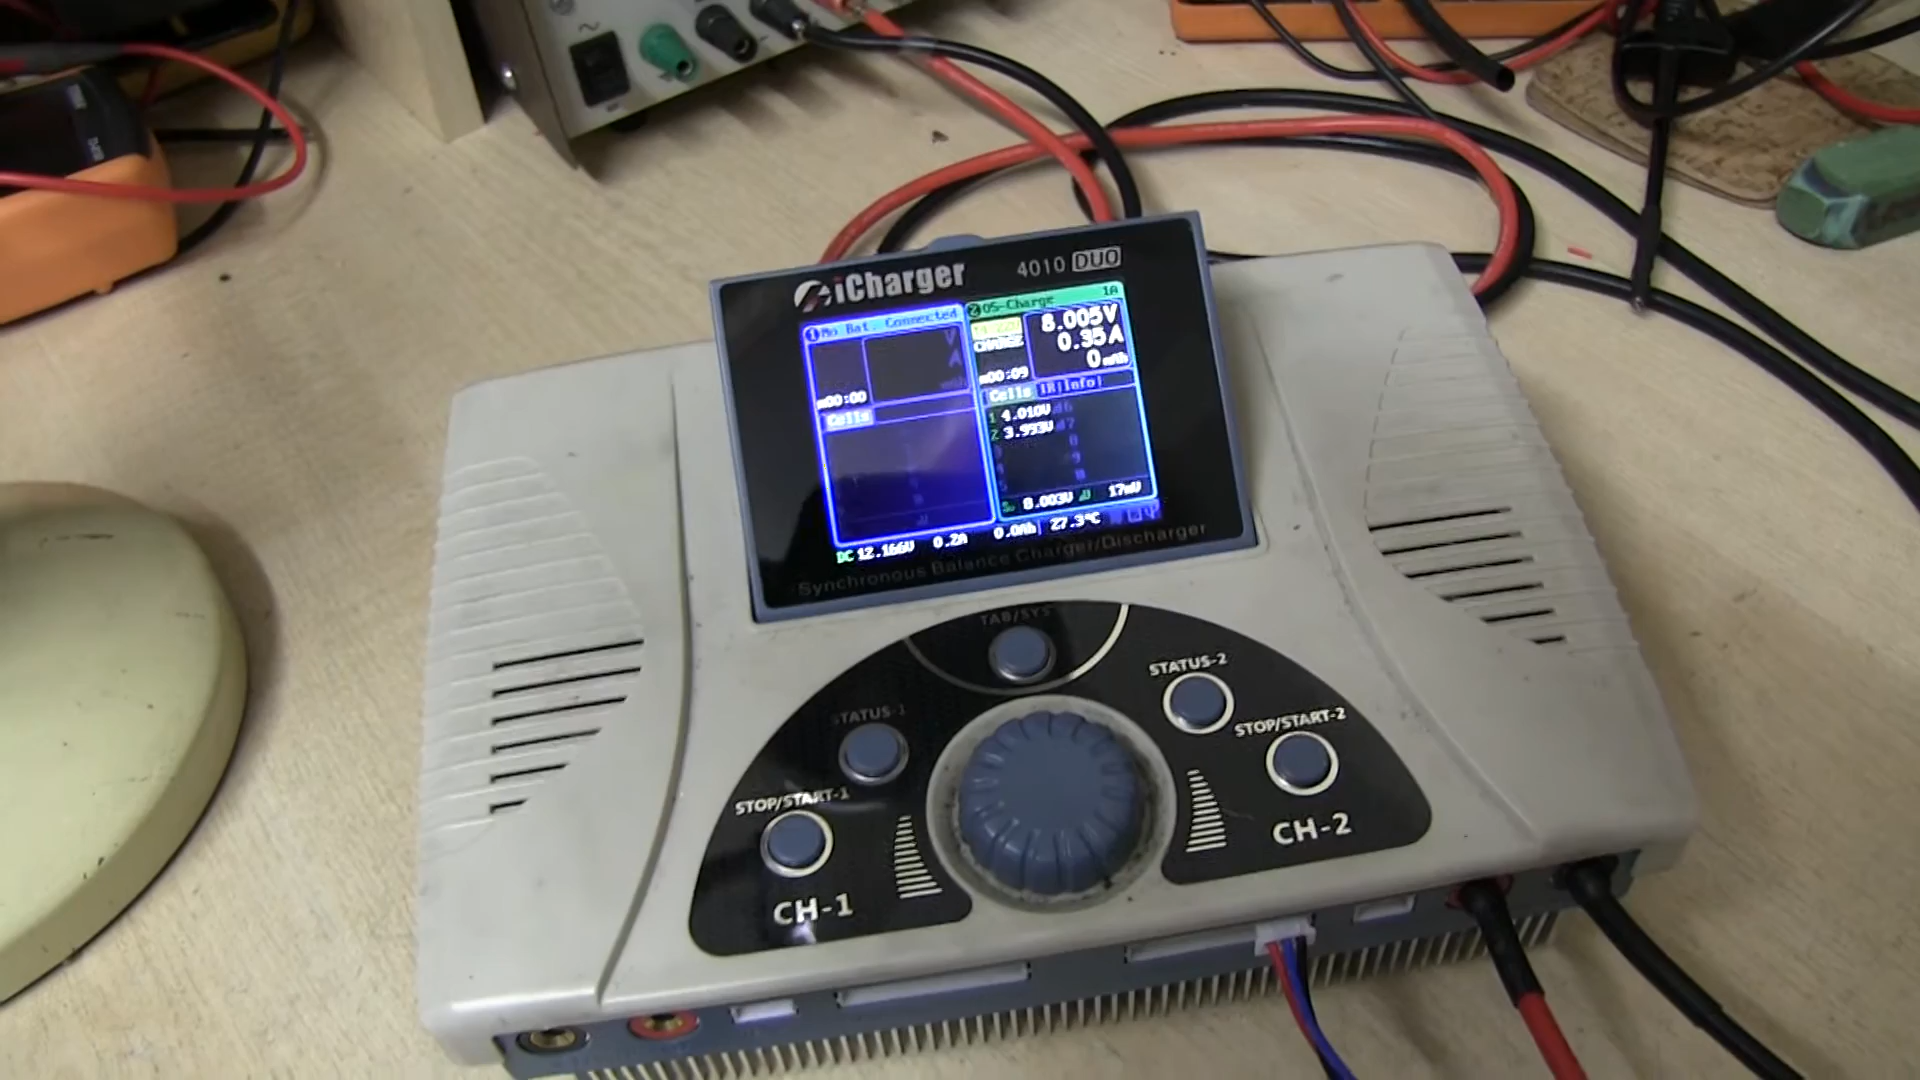 iCharger 4010 DUO
1 No Bat. Connected
V
A
m00:00
Cells
2 05-Charge 1A
CHARGE
8.005V
0.35A
0mAh
m00:09
Cells IR|Info|
1 4.010V
2 3.993V
8.003V 17mV
DC 12.166V 0.2A 0.0Ah| 27.3°C
Synchronous Balance Charger/Discharger
TAB/SYS
STATUS-1
STATUS-2
STOP/START-1
STOP/START-2
CH-1
CH-2